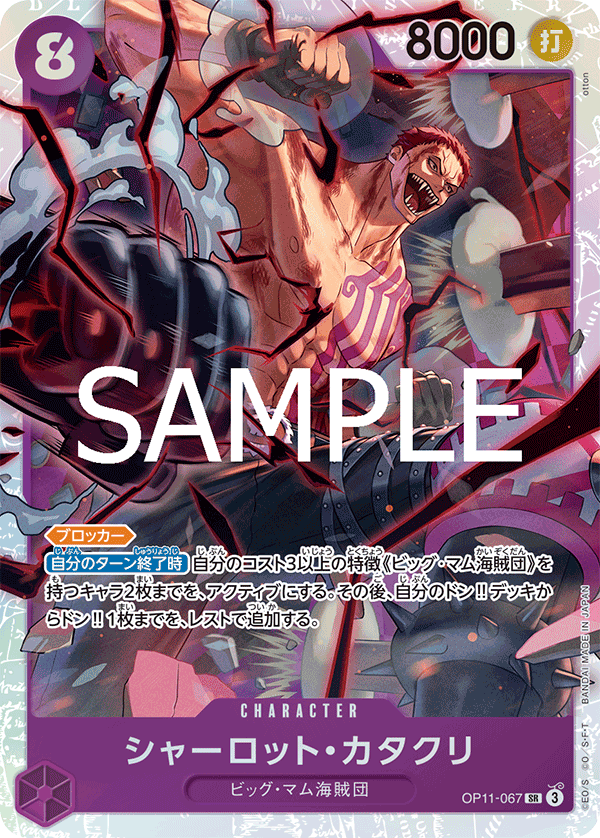 8
8000
打
otton
SAMPLE
ブロッカー
自分のターン終了時 自分のコスト3以上の特徴《ビッグ・マム海賊団》を
持つキャラ2枚までを、アクティブにする。その後、自分のドン!!デッキか
らドン!!1枚までを、レストで追加する。
CHARACTER
シャーロット・カタクリ
ビッグ・マム海賊団
OP11-067 SR 3
©E.O/S ©O/S・F・T BANDAI MADE IN JAPAN